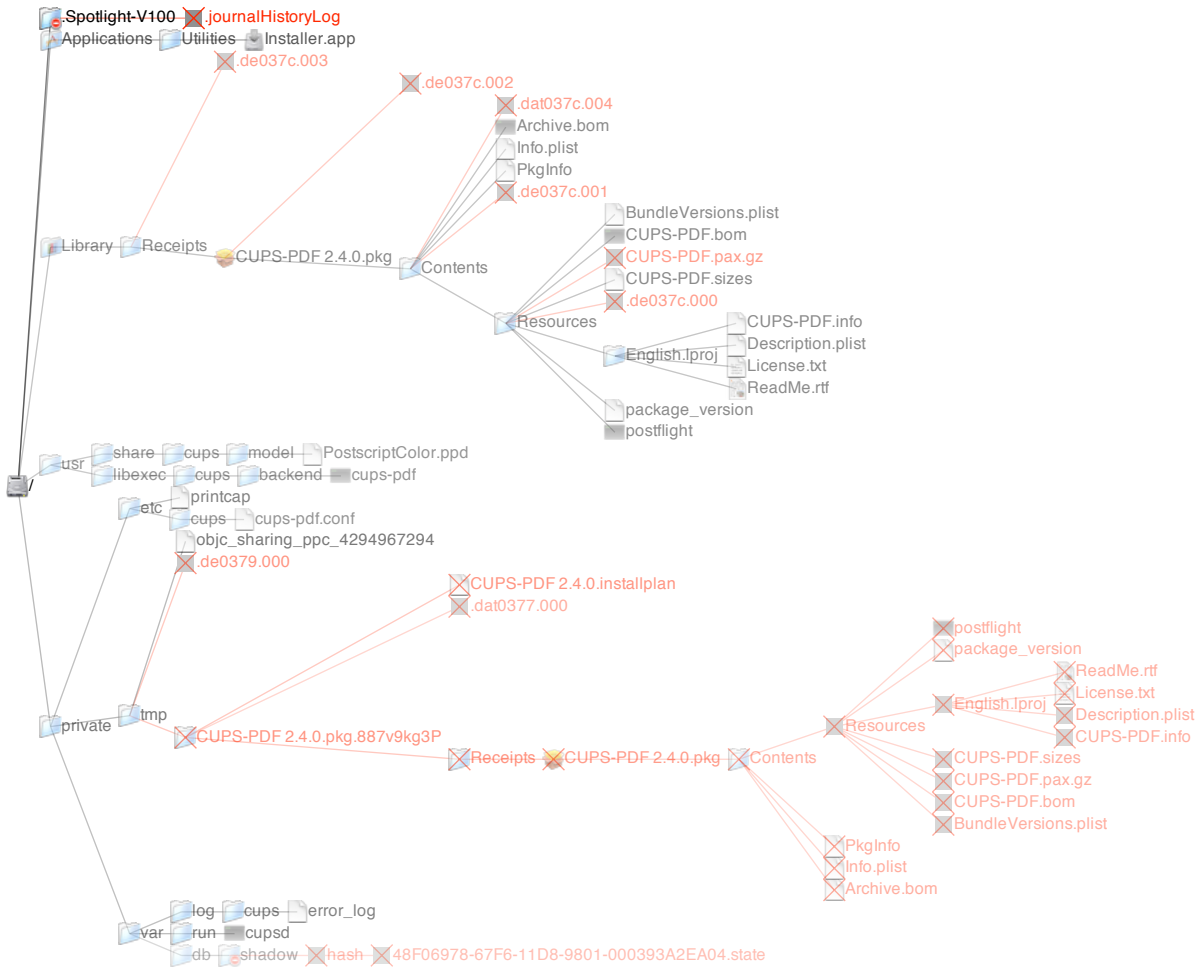 .Spotlight-V100 .journalHistoryLog
Applications Utilities Installer.app
.de037c.003
.de037c.002
.dat037c.004
Archive.bom
Info.plist
PkgInfo
.de037c.001
BundleVersions.plist
CUPS-PDF.bom
Library Receipts CUPS-PDF 2.4.0.pkg CUPS-PDF.pax.gz
Contents
CUPS-PDF.sizes
.de037c.000
Resources CUPS-PDF.info
Description.plist
English.lproj
License.txt
ReadMe.rtf
package_version
postflight
share cups model PostscriptColor.ppd
usr
libexec cups backend cups-pdf
/
printcap
etc
cups cups-pdf.conf
objc_sharing_ppc_4294967294
.de0379.000
CUPS-PDF 2.4.0.installplan
.dat0377.000
postflight
package_version
ReadMe.rtf
License.txt
English.lproj
Description.plist
tmp
private Resources
CUPS-PDF 2.4.0.pkg.887v9kg3P CUPS-PDF.info
Receipts CUPS-PDF 2.4.0.pkg Contents CUPS-PDF.sizes
CUPS-PDF.pax.gz
CUPS-PDF.bom
BundleVersions.plist
PkgInfo
Info.plist
Archive.bom
log cups error_log
var run cupsd
db shadow hash 48F06978-67F6-11D8-9801-000393A2EA04.state